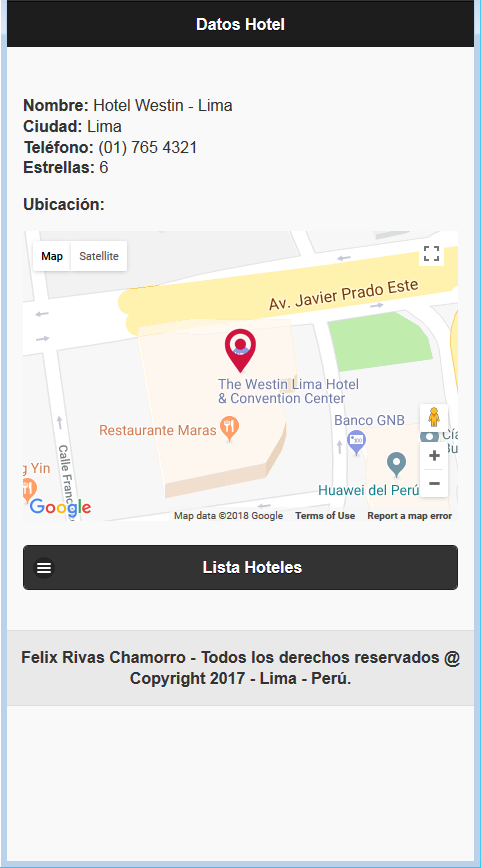 Datos Hotel
Nombre: Hotel Westin - Lima
Ciudad: Lima
Teléfono: (01) 765 4321
Estrellas: 6
Ubicación:
Map
Satellite
Av. Javier Prado Este
The Westin Lima Hotel
& Convention Center
Banco GNB
Restaurante Maras
Calle Franc
Yin
Huawei del Perú
Google
Map data ©2018 Google
Terms of Use
Report a map error
Lista Hoteles
Felix Rivas Chamorro - Todos los derechos reservados @
Copyright 2017 - Lima - Perú.